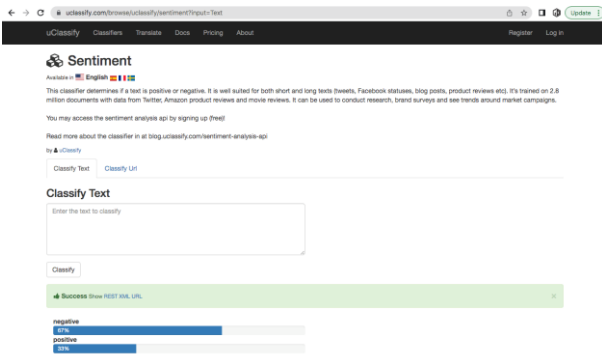 uclassify.com/browse/uclassify/sentiment?input=Text
Update
uClassify Classifiers Translate Docs Pricing About Register Log in
Sentiment
Available in English
This classifier determines if a text is positive or negative. It is well suited for both short and long texts (tweets, Facebook statuses, blog posts, product reviews etc). It's trained on 2.8
million documents with data from Twitter, Amazon product reviews and movie reviews. It can be used to conduct research, brand surveys and see trends around market campaigns.
You may access the sentiment analysis api by signing up (free)!
Read more about the classifier in at blog.uclassify.com/sentiment-analysis-api
by uClassify
Classify Text Classify Url
Classify Text
Enter the text to classify
Classify
Success Show REST XML URL ×
negative
67%
positive
33%